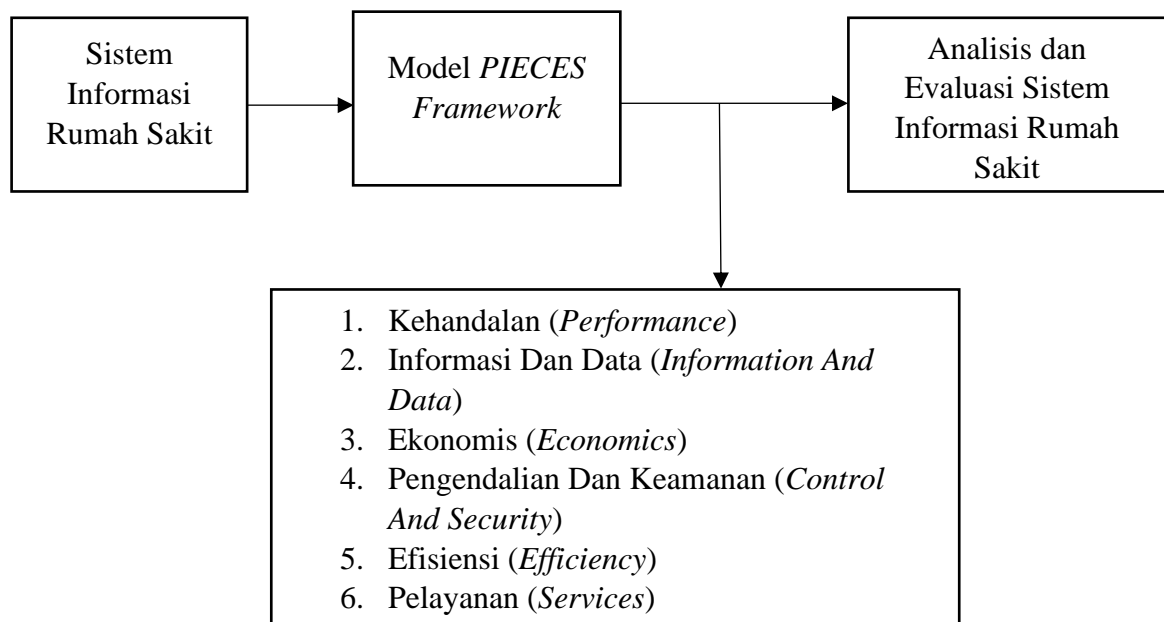 Sistem
Informasi
Rumah Sakit
Model PIECES
Framework
Analisis dan
Evaluasi Sistem
Informasi Rumah
Sakit
1. Kehandalan (Performance)
2. Informasi Dan Data (Information And
Data)
3. Ekonomis (Economics)
4. Pengendalian Dan Keamanan (Control
And Security)
5. Efisiensi (Efficiency)
6. Pelayanan (Services)